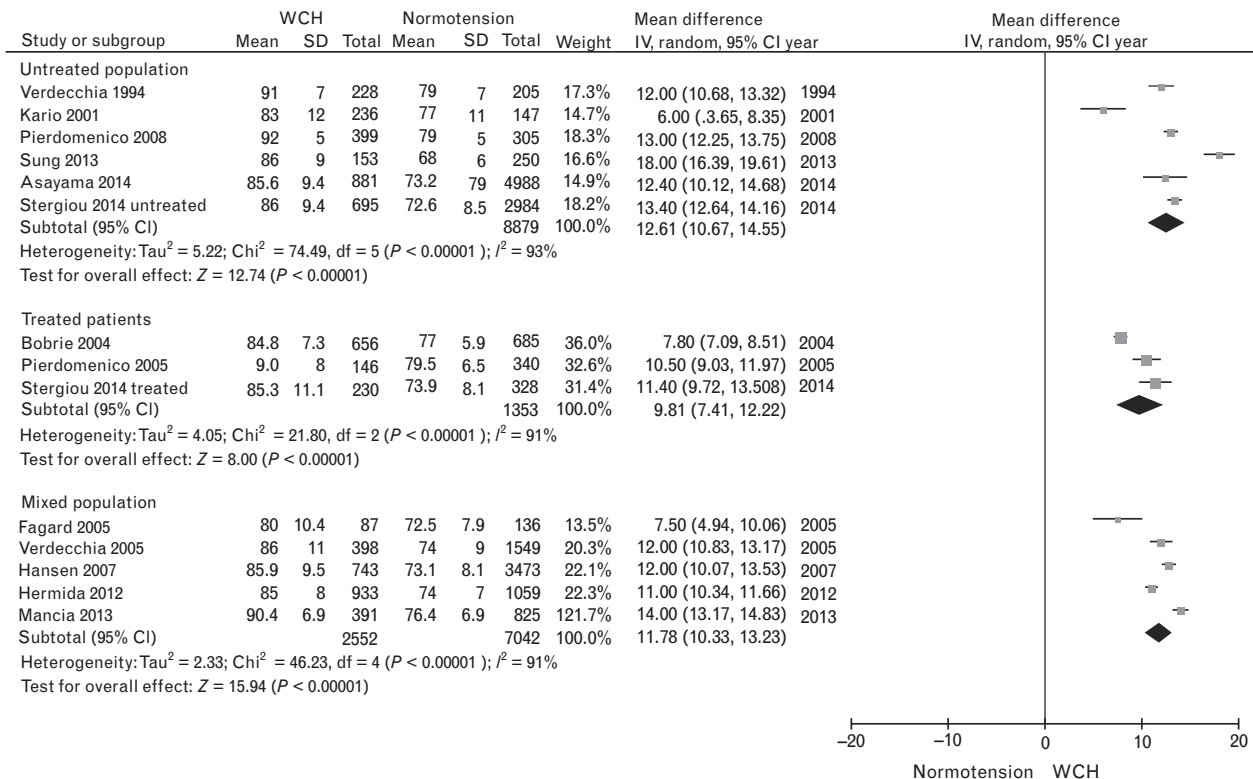 WCH Normotension Mean difference Mean difference
Study or subgroup Mean SD Total Mean SD Total Weight IV, random, 95% CI year IV, random, 95% CI year
Untreated population
Verdecchia 1994 91 7 228 79 7 205 17.3% 12.00 (10.68, 13.32) 1994
Kario 2001 83 12 236 77 11 147 14.7% 6.00 (.3.65, 8.35) 2001
Pierdomenico 2008 92 5 399 79 5 305 18.3% 13.00 (12.25, 13.75) 2008
Sung 2013 86 9 153 68 6 250 16.6% 18.00 (16.39, 19.61) 2013
Asayama 2014 85.6 9.4 881 73.2 79 4988 14.9% 12.40 (10.12, 14.68) 2014
Stergiou 2014 untreated 86 9.4 695 72.6 8.5 2984 18.2% 13.40 (12.64, 14.16) 2014
Subtotal (95% CI) 8879 100.0% 12.61 (10.67, 14.55)
Heterogeneity: Tau² = 5.22; Chi² = 74.49, df = 5 (P < 0.00001 ); I² = 93%
Test for overall effect: Z = 12.74 (P < 0.00001)
Treated patients
Bobrie 2004 84.8 7.3 656 77 5.9 685 36.0% 7.80 (7.09, 8.51) 2004
Pierdomenico 2005 9.0 8 146 79.5 6.5 340 32.6% 10.50 (9.03, 11.97) 2005
Stergiou 2014 treated 85.3 11.1 230 73.9 8.1 328 31.4% 11.40 (9.72, 13.508) 2014
Subtotal (95% CI) 1353 100.0% 9.81 (7.41, 12.22)
Heterogeneity: Tau² = 4.05; Chi² = 21.80, df = 2 (P < 0.00001 ); I² = 91%
Test for overall effect: Z = 8.00 (P < 0.00001)
Mixed population
Fagard 2005 80 10.4 87 72.5 7.9 136 13.5% 7.50 (4.94, 10.06) 2005
Verdecchia 2005 86 11 398 74 9 1549 20.3% 12.00 (10.83, 13.17) 2005
Hansen 2007 85.9 9.5 743 73.1 8.1 3473 22.1% 12.00 (10.07, 13.53) 2007
Hermida 2012 85 8 933 74 7 1059 22.3% 11.00 (10.34, 11.66) 2012
Mancia 2013 90.4 6.9 391 76.4 6.9 825 121.7% 14.00 (13.17, 14.83) 2013
Subtotal (95% CI) 2552 7042 100.0% 11.78 (10.33, 13.23)
Heterogeneity: Tau² = 2.33; Chi² = 46.23, df = 4 (P < 0.00001 ); I² = 91%
Test for overall effect: Z = 15.94 (P < 0.00001)
−20 −10 0 10 20
Normotension WCH